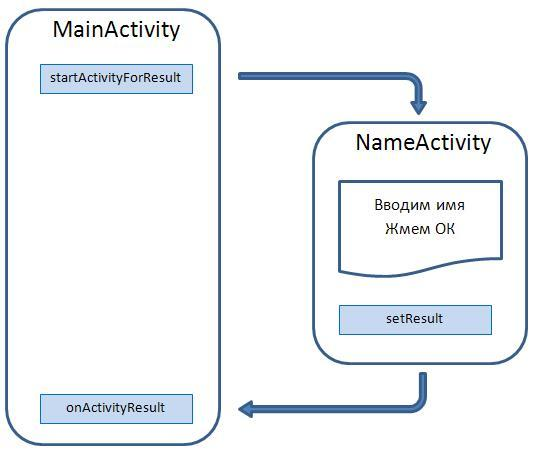 MainActivity
startActivityForResult
NameActivity
Вводим имя
Жмем ОК
setResult
onActivityResult